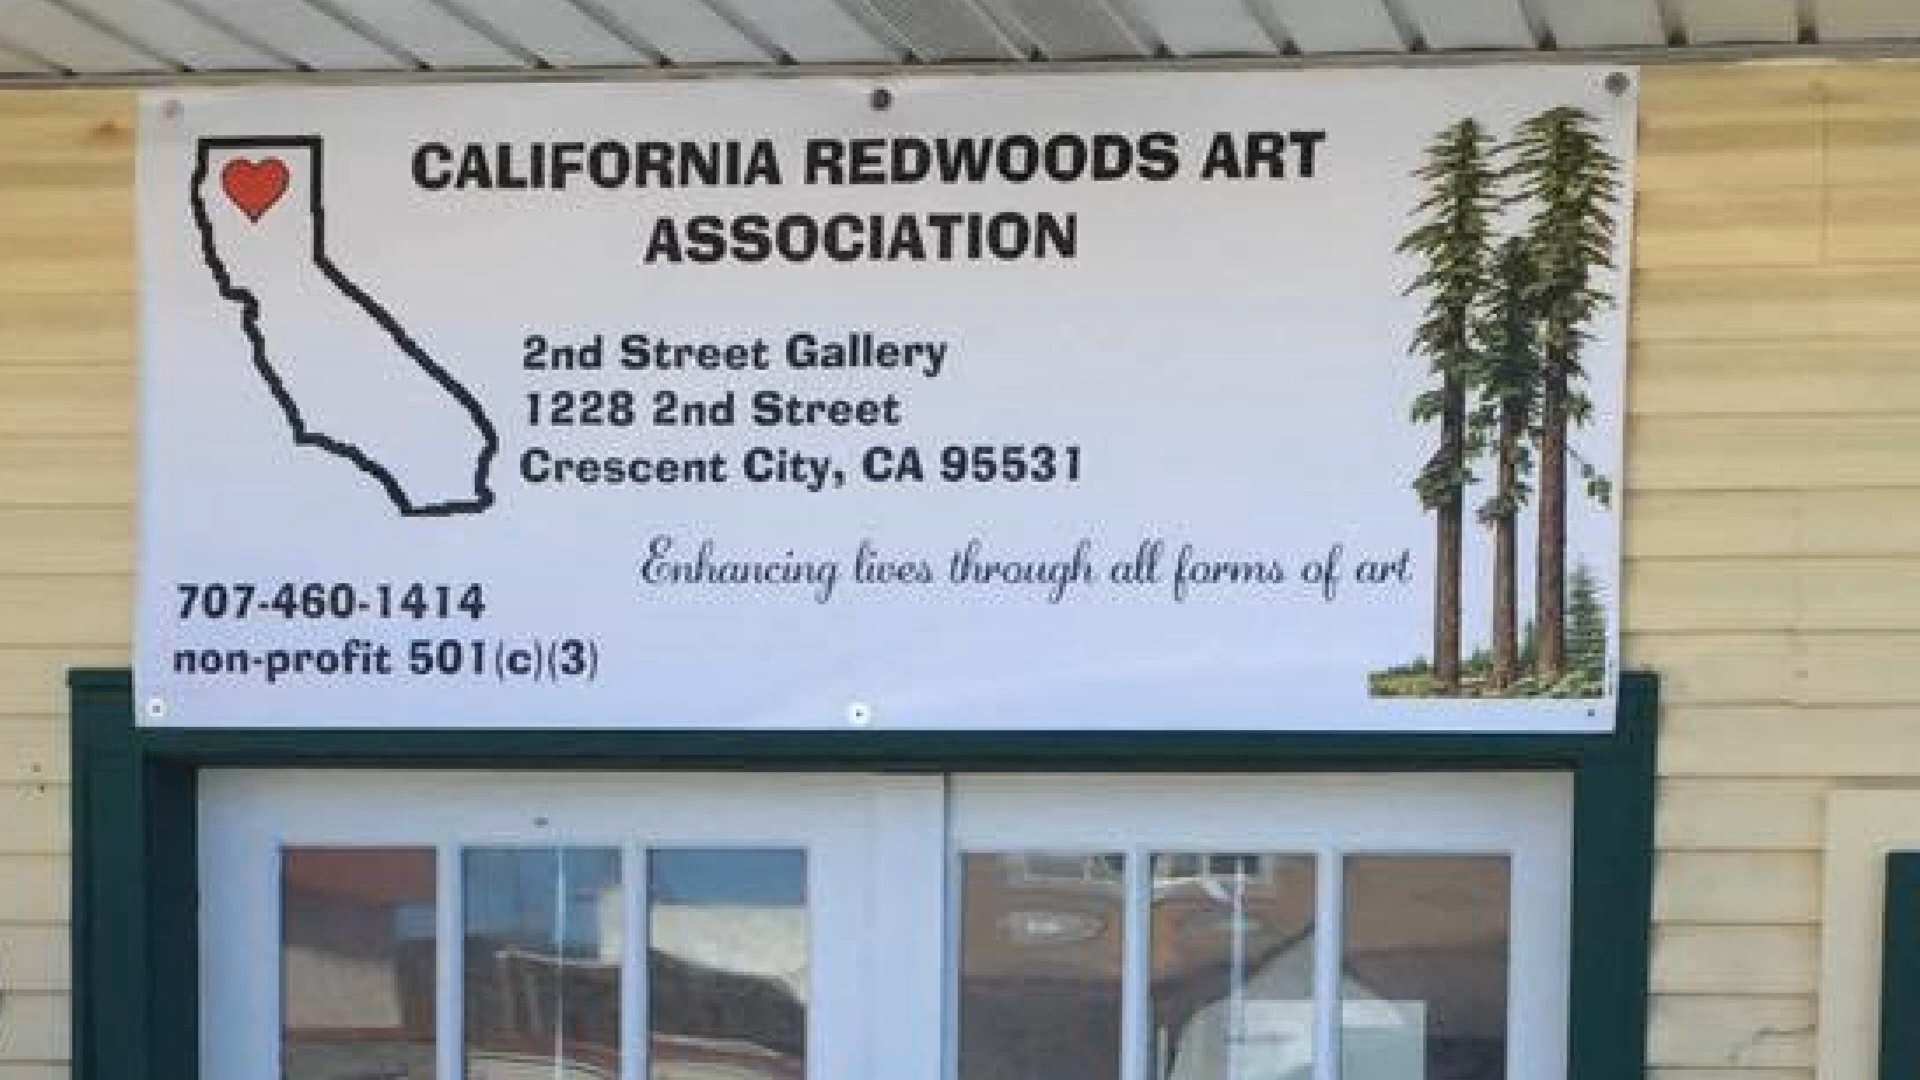 CALIFORNIA REDWOODS ART
ASSOCIATION
2nd Street Gallery
1228 2nd Street
Crescent City, CA 95531
Enhancing lives through all forms of art
707-460-1414
non-profit 501(c)(3)